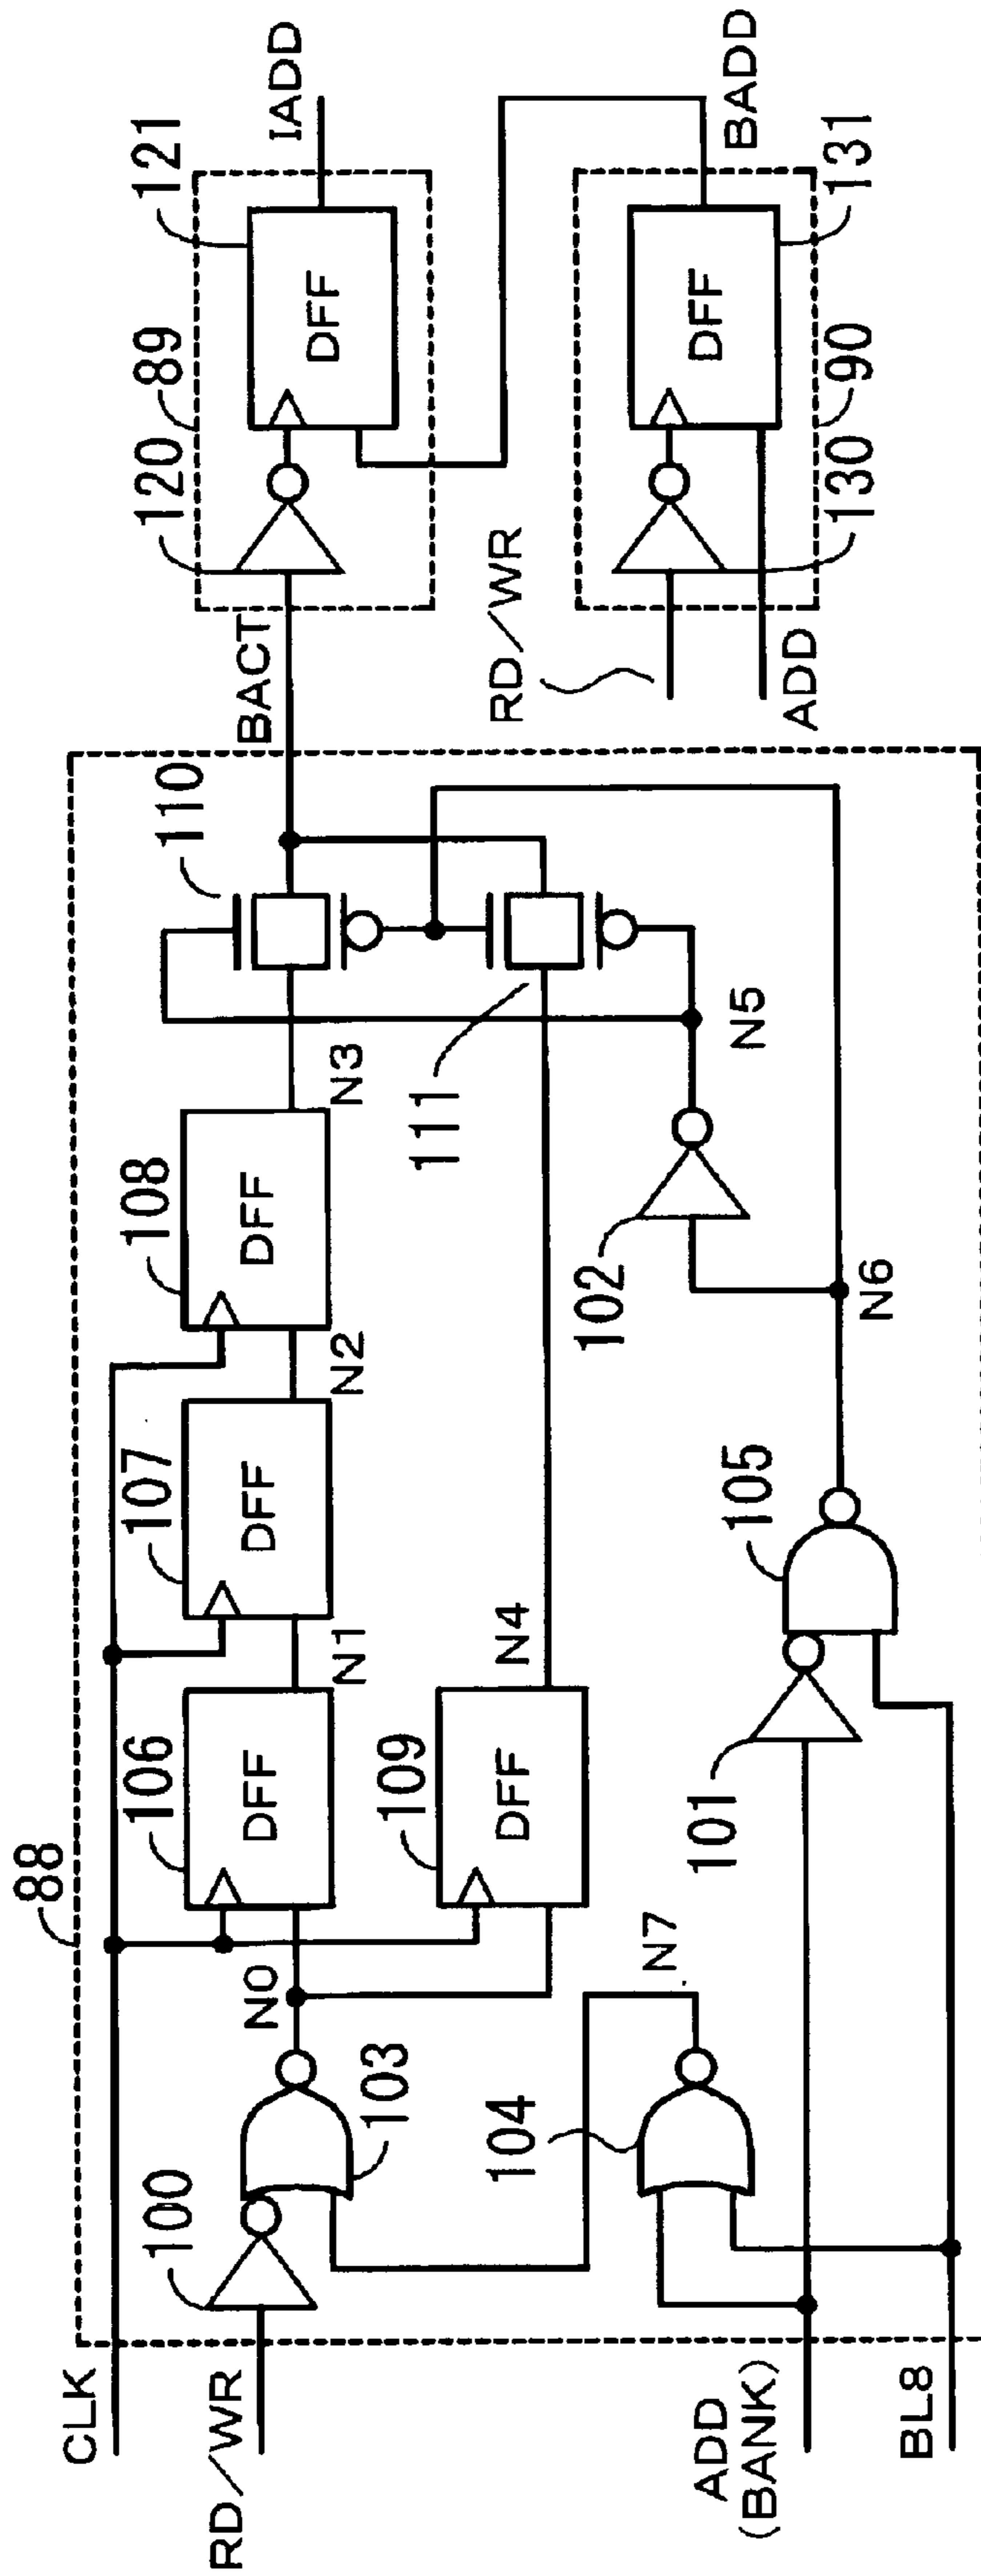 88
CLK
RD/WR
100
103
N0
106
DFF
N1
107
DFF
N2
108
DFF
N3
110
BACT
120
89
121
DFF
IADD
109
DFF
N4
111
104
N7
102
N5
RD/WR
ADD
130
90
131
DFF
BADD
ADD
(BANK)
101
105
N6
BL8